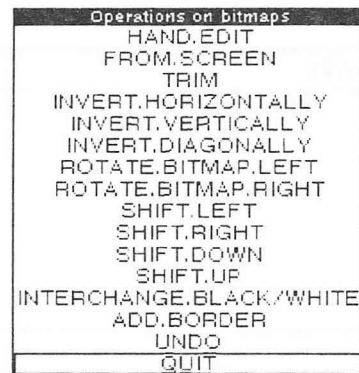 Operations on bitmaps
HAND.EDIT
FROM.SCREEN
TRIM
INVERT.HORIZONTALLY
INVERT.VERTICALLY
INVERT.DIAGONALLY
ROTATE.BITMAP.LEFT
ROTATE.BITMAP.RIGHT
SHIFT.LEFT
SHIFT.RIGHT
SHIFT.DOWN
SHIFT.UP
INTERCHANGE.BLACK/WHITE
ADD.BORDER
UNDO
QUIT